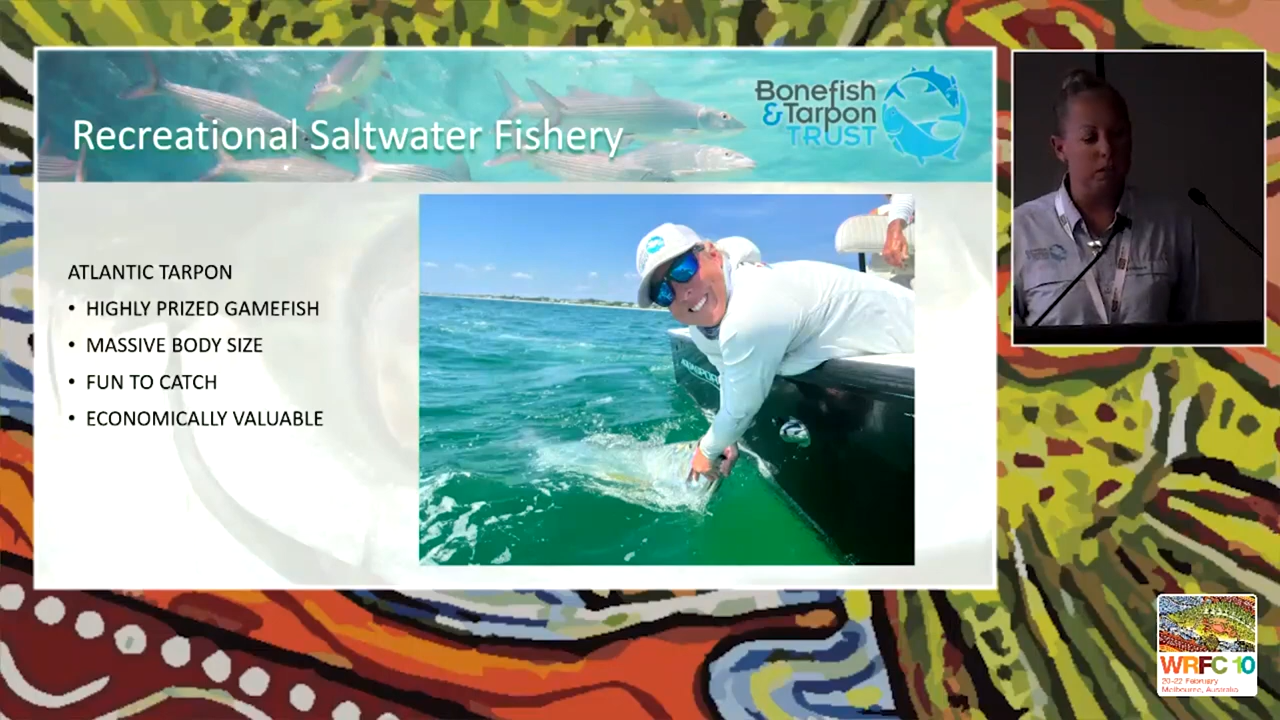 Recreational Saltwater Fishery
Bonefish
& Tarpon
TRUST
ATLANTIC TARPON
• HIGHLY PRIZED GAMEFISH
• MASSIVE BODY SIZE
• FUN TO CATCH
• ECONOMICALLY VALUABLE
WRFC 10
20-22 February
Melbourne, Australia